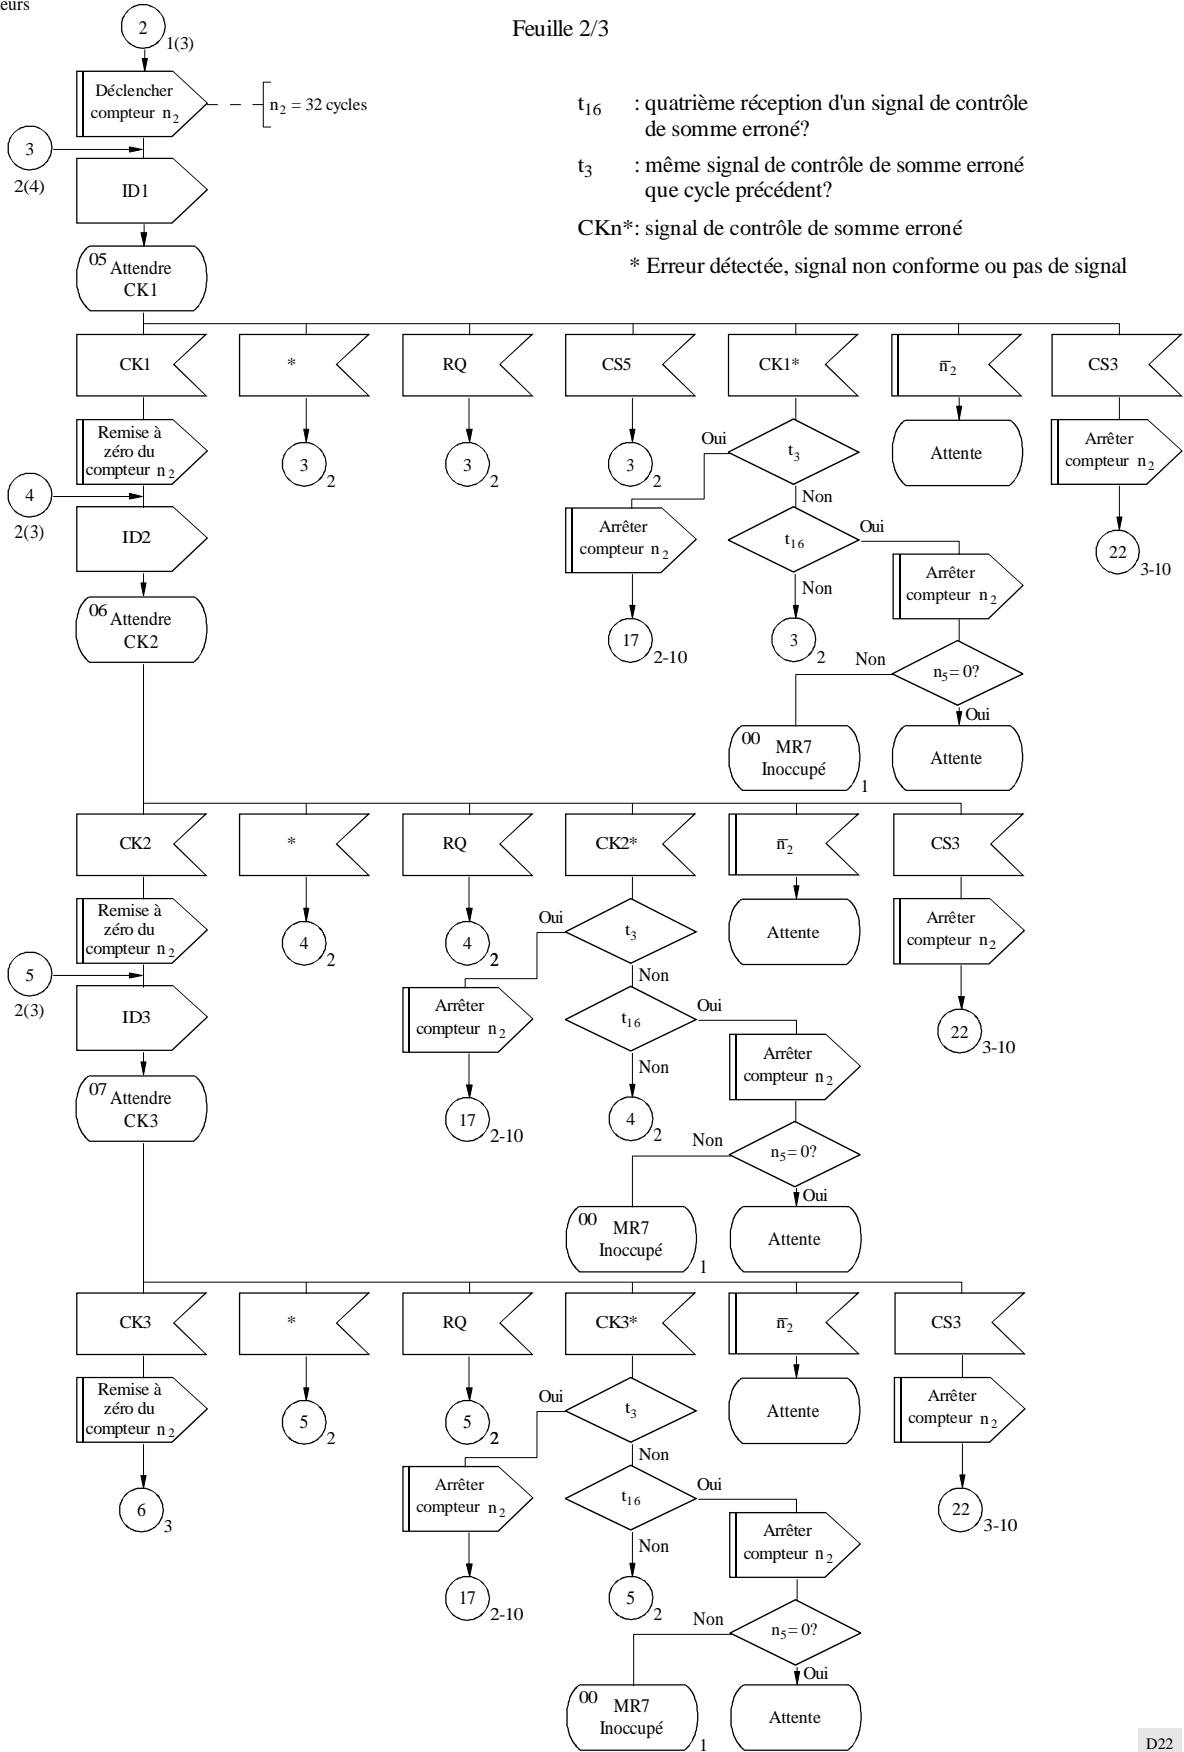 eurs
Feuille 2/3
2
1(3)
Déclencher
compteur n2
n2 = 32 cycles
t16 : quatrième réception d'un signal de contrôle
de somme erroné?
t3 : même signal de contrôle de somme erroné
que cycle précédent?
CKn*: signal de contrôle de somme erroné
* Erreur détectée, signal non conforme ou pas de signal
3
2(4)
ID1
05 Attendre
CK1
CK1
*
RQ
CS5
CK1*
n̅2
CS3
Remise à
zéro du
compteur n2
3
2
3
2
3
2
Oui
t3
Non
Attente
Arrêter
compteur n2
4
2(3)
ID2
Arrêter
compteur n2
t16
Oui
Non
Arrêter
compteur n2
22
3-10
06 Attendre
CK2
17
2-10
3
2
Non
n5= 0?
Oui
00 MR7
Inoccupé
1
Attente
CK2
*
RQ
CK2*
n̅2
CS3
Remise à
zéro du
compteur n2
4
2
4
2
Oui
t3
Non
Attente
Arrêter
compteur n2
5
2(3)
ID3
Arrêter
compteur n2
t16
Oui
Non
Arrêter
compteur n2
22
3-10
07 Attendre
CK3
17
2-10
4
2
Non
n5= 0?
Oui
00 MR7
Inoccupé
1
Attente
CK3
*
RQ
CK3*
n̅2
CS3
Remise à
zéro du
compteur n2
5
2
5
2
Oui
t3
Non
Attente
Arrêter
compteur n2
6
3
Arrêter
compteur n2
t16
Oui
Non
Arrêter
compteur n2
22
3-10
17
2-10
5
2
Non
n5= 0?
Oui
00 MR7
Inoccupé
1
Attente
D22